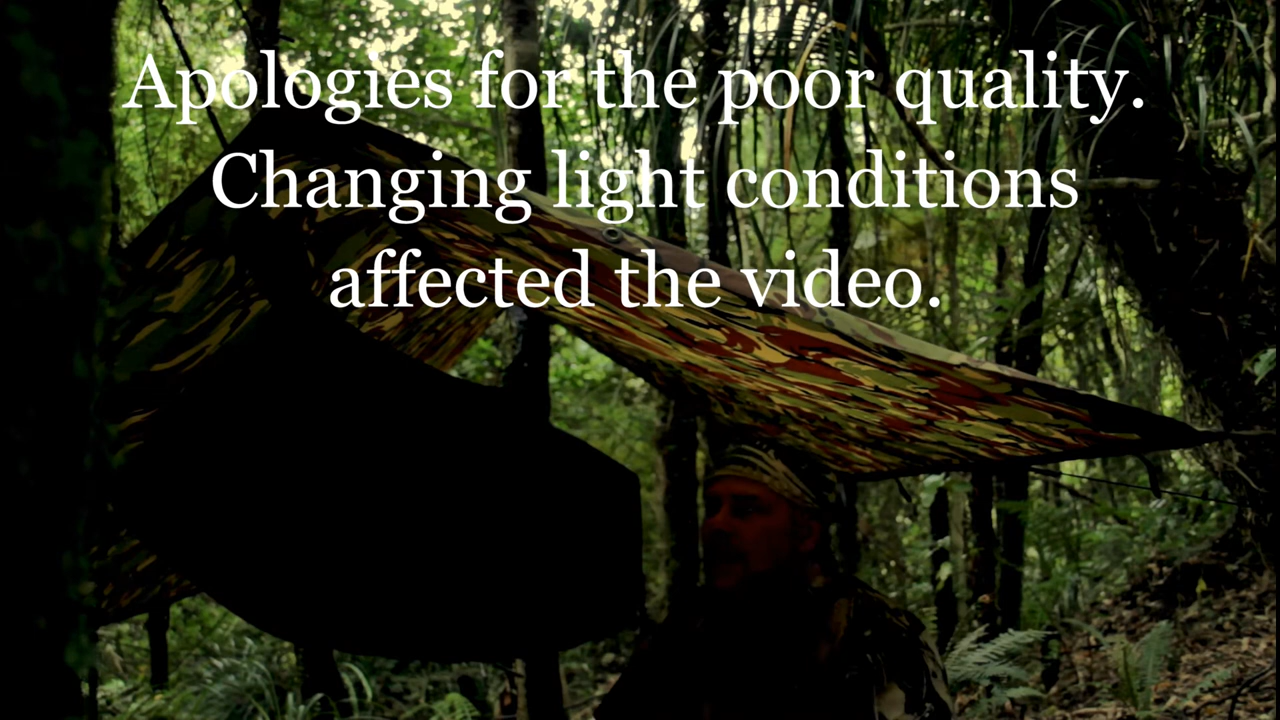 Apologies for the poor quality.
Changing light conditions
affected the video.